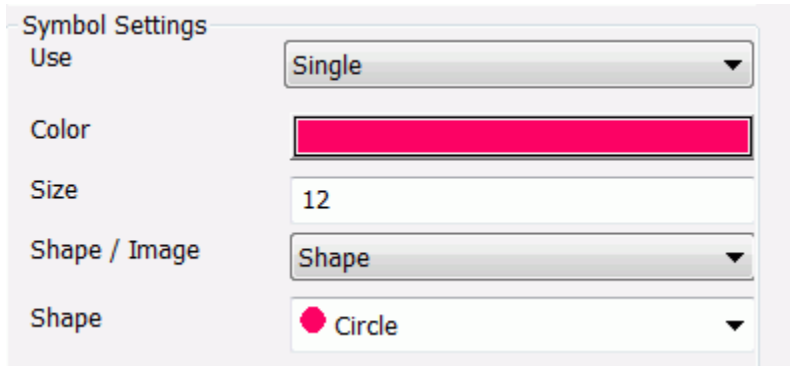 Symbol Settings
Use Single
Color
Size 12
Shape / Image Shape
Shape Circle